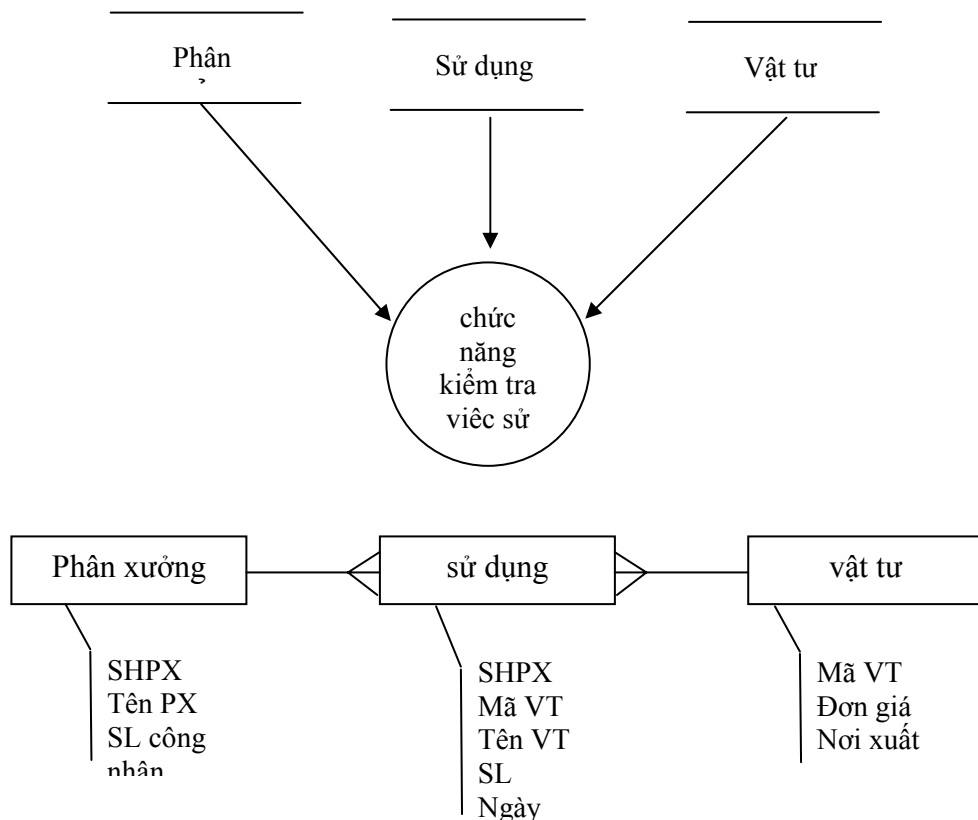 Phân
Sử dụng
Vật tư
chức
năng
kiểm tra
viêc sử
Phân xưởng
sử dụng
vật tư
SHPX
Tên PX
SL công
nhân
SHPX
Mã VT
Tên VT
SL
Ngày
Mã VT
Đơn giá
Nơi xuất